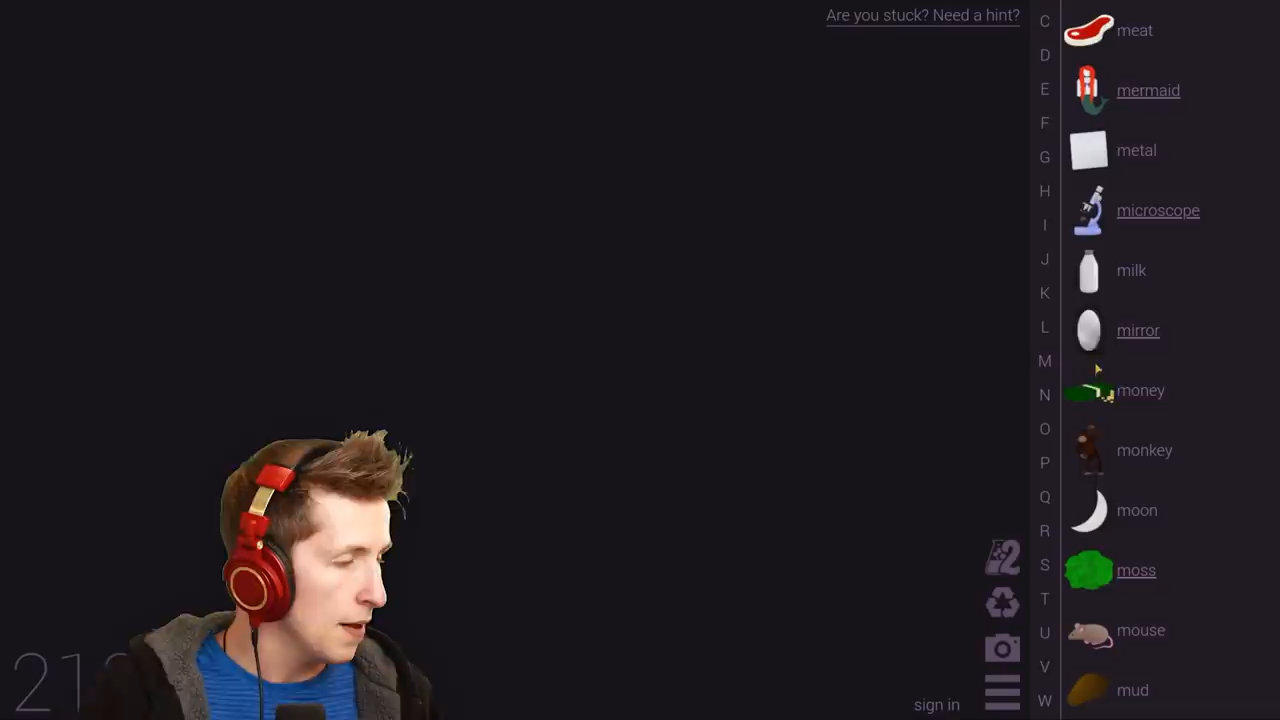 Are you stuck? Need a hint?
C
D
E
F
G
H
I
J
K
L
M
N
O
P
Q
R
S
T
U
V
W
meat
mermaid
metal
microscope
milk
mirror
money
monkey
moon
moss
mouse
mud
2
sign in